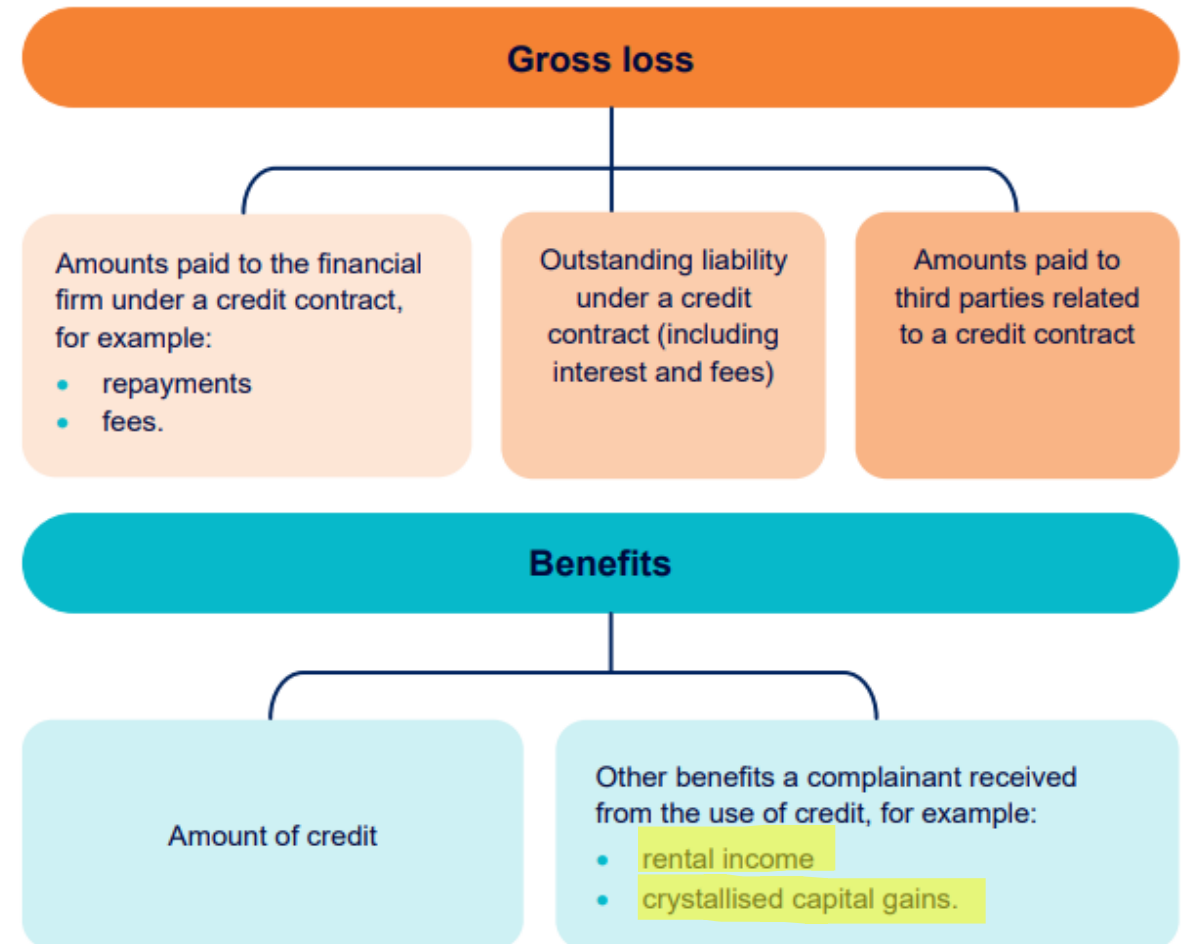 Gross loss
Amounts paid to the financial
firm under a credit contract,
for example:
• repayments
• fees.
Outstanding liability
under a credit
contract (including
interest and fees)
Amounts paid to
third parties related
to a credit contract
Benefits
Amount of credit
Other benefits a complainant received
from the use of credit, for example:
• rental income
• crystallised capital gains.